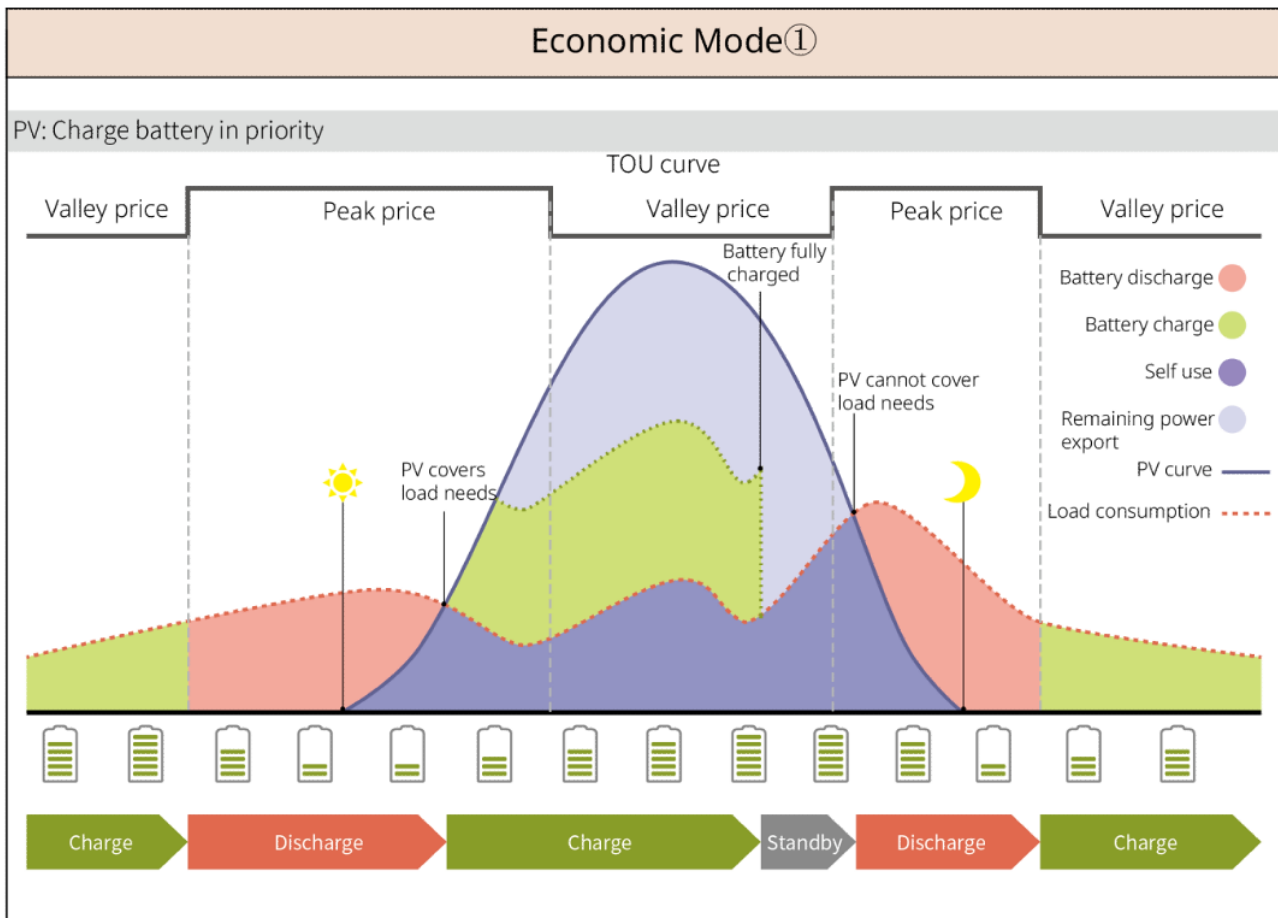 Economic Mode①
PV: Charge battery in priority
TOU curve
Valley price
Peak price
Valley price
Peak price
Valley price
Battery fully
charged
Battery discharge
Battery charge
Self use
Remaining power
export
PV curve
Load consumption
PV cannot cover
load needs
PV covers
load needs
Charge
Discharge
Charge
Standby
Discharge
Charge